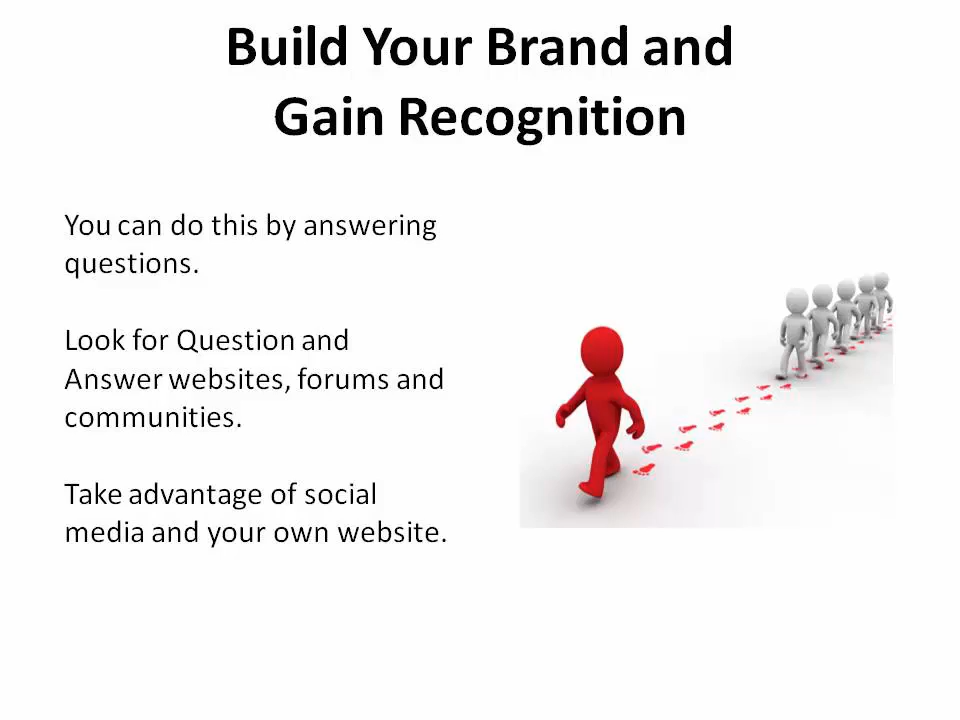 Build Your Brand and
Gain Recognition
You can do this by answering
questions.
Look for Question and
Answer websites, forums and
communities.
Take advantage of social
media and your own website.